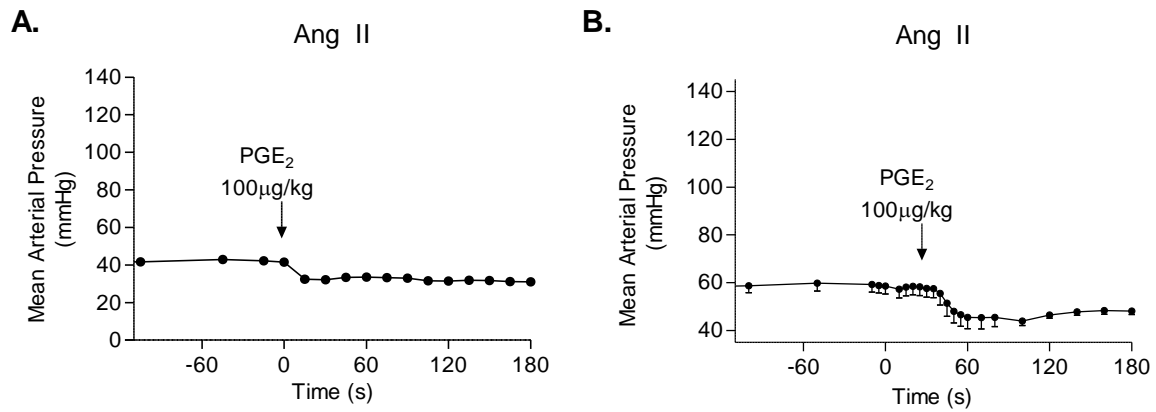 A.
Ang II
Mean Arterial Pressure
(mmHg)
140
120
100
80
60
40
20
0
PGE₂
100µg/kg
-60
0
60
120
180
Time (s)
B.
Ang II
Mean Arterial Pressure
(mmHg)
140
120
100
80
60
40
PGE₂
100µg/kg
-60
0
60
120
180
Time (s)